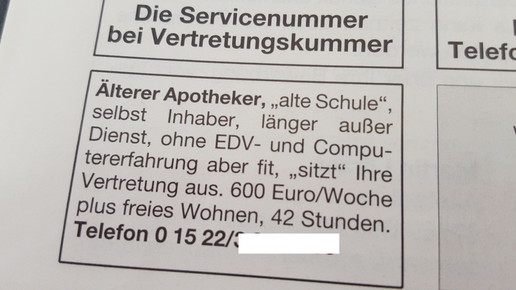 Die Servicenummer
bei Vertretungskummer
Telefo
Älterer Apotheker, „alte Schule“,
selbst Inhaber, länger außer
Dienst, ohne EDV- und Compu-
tererfahrung aber fit, „sitzt“ Ihre
Vertretung aus. 600 Euro/Woche
plus freies Wohnen, 42 Stunden.
Telefon 0 15 22/